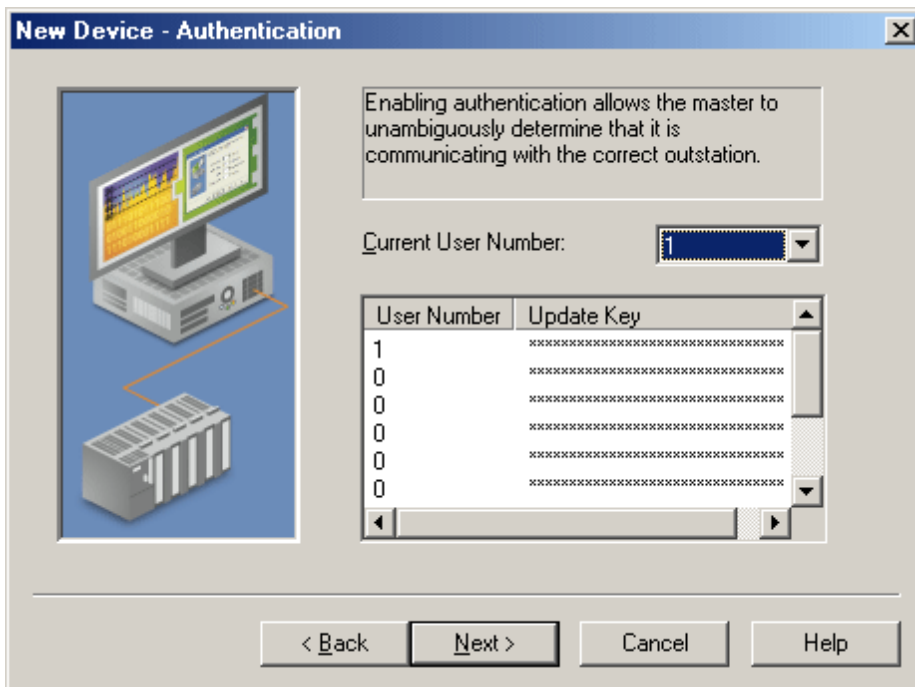 New Device - Authentication
Enabling authentication allows the master to
unambiguously determine that it is
communicating with the correct outstation.
Current User Number: 1
User Number Update Key
1 ********************************
0 ********************************
0 ********************************
0 ********************************
0 ********************************
0 ********************************
< Back Next > Cancel Help